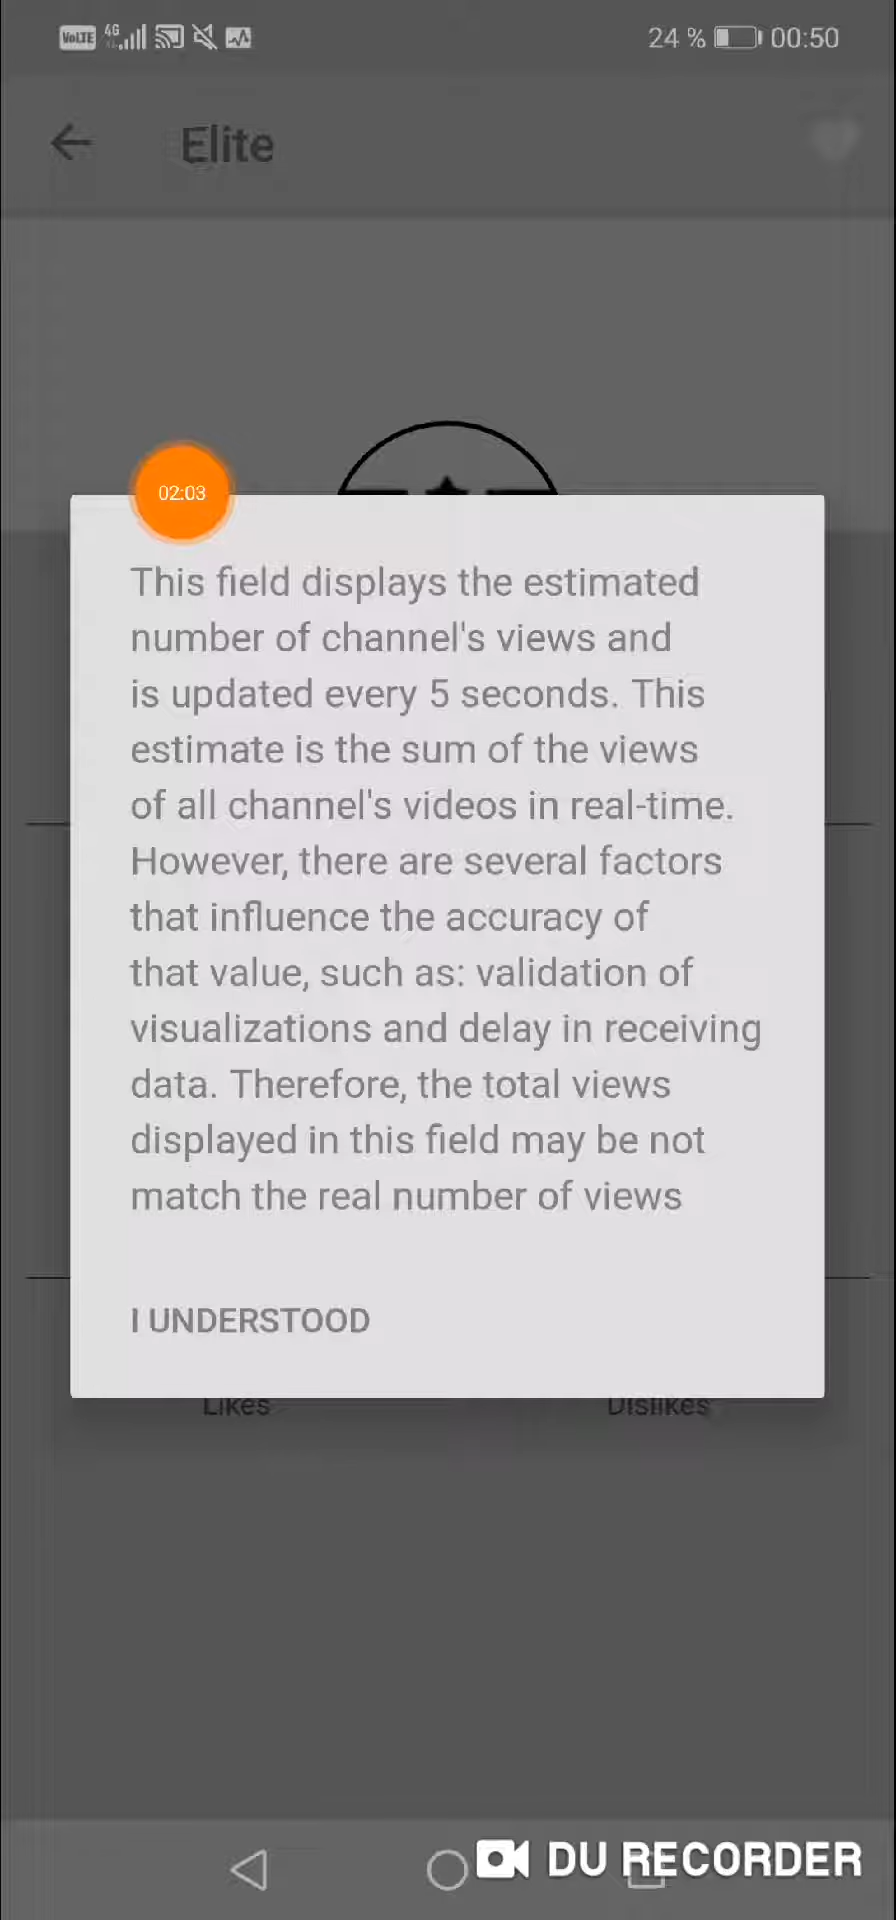 VoLTE 4G 24 % 00:50
Elite
02:03
This field displays the estimated
number of channel's views and
is updated every 5 seconds. This
estimate is the sum of the views
of all channel's videos in real-time.
However, there are several factors
that influence the accuracy of
that value, such as: validation of
visualizations and delay in receiving
data. Therefore, the total views
displayed in this field may be not
match the real number of views
I UNDERSTOOD
Likes Dislikes
DU RECORDER